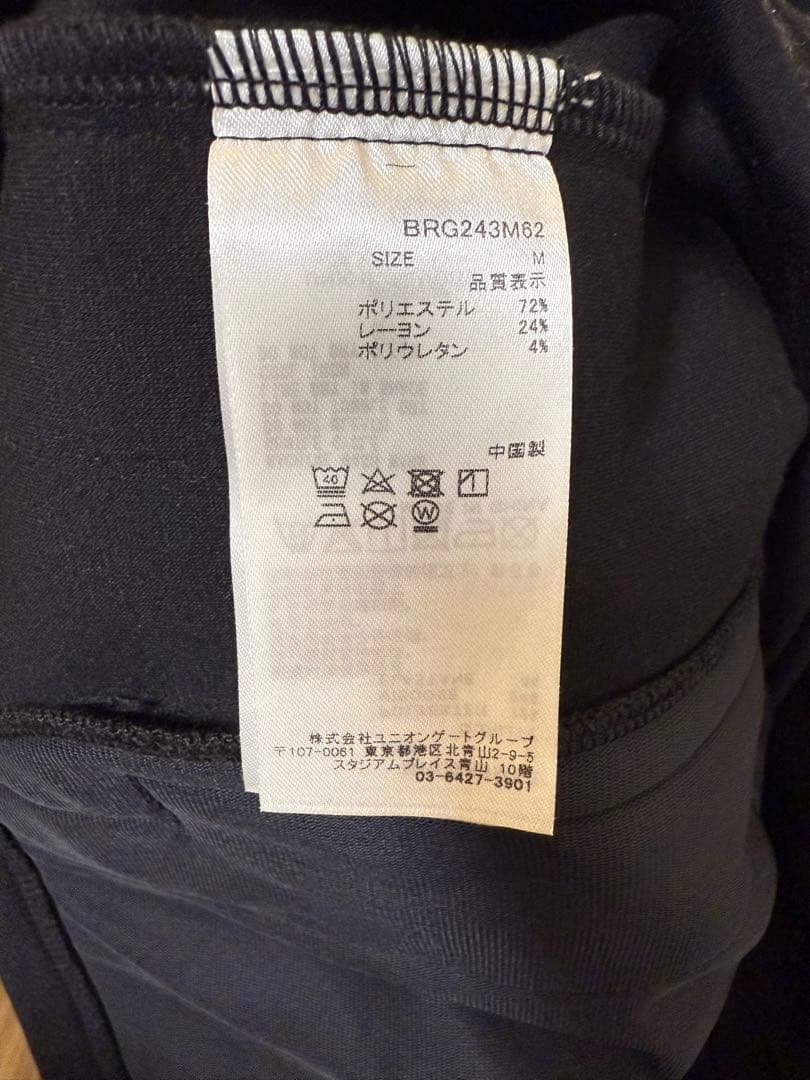 BRG243M62
SIZE M
品質表示
ポリエステル 72%
レーヨン 24%
ポリウレタン 4%
中国製
40
W
株式会社ユニオンゲートグループ
〒107-0061 東京都港区北青山2-9-5
スタジアムプレイス青山 10階
03-6427-3901